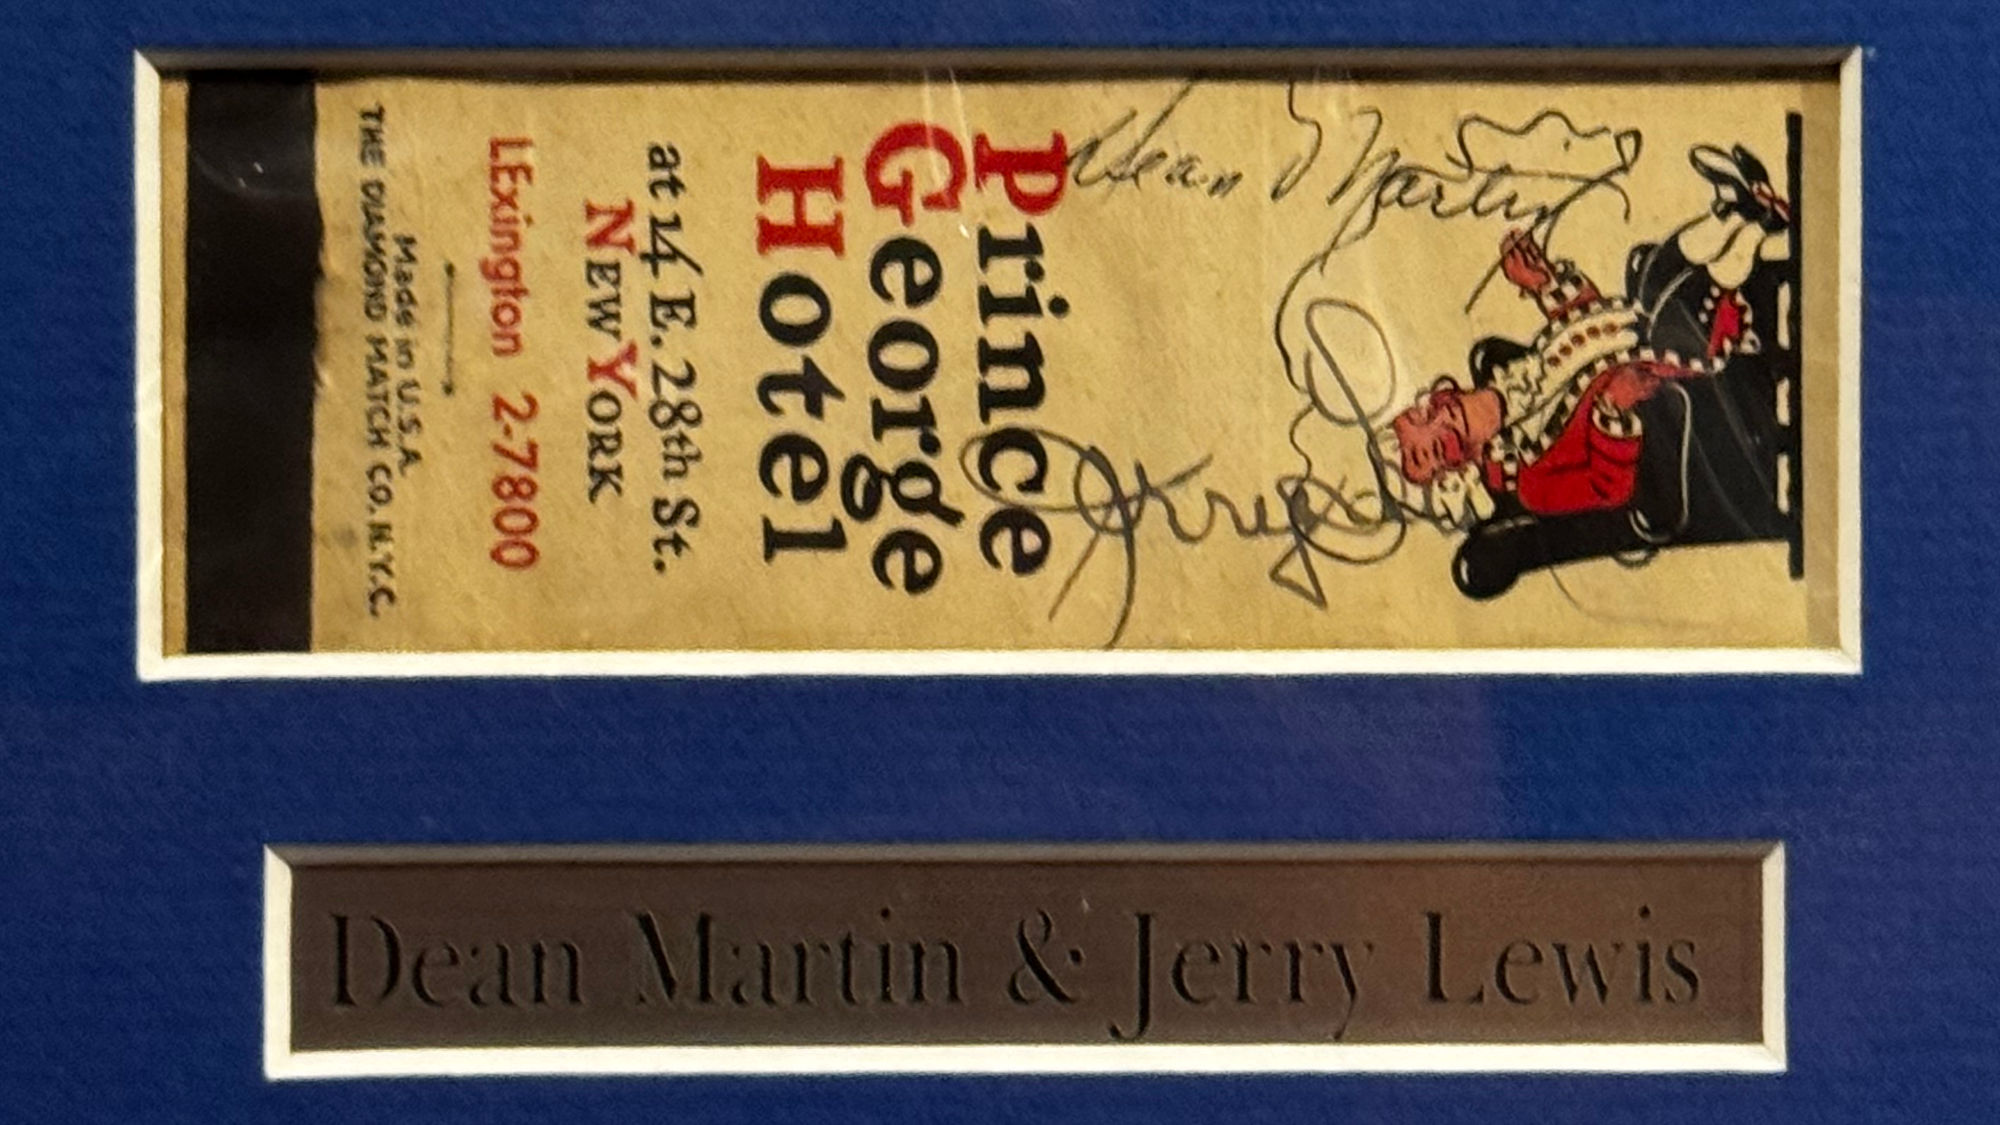 Prince
George
Hotel
at 14 E. 28th St.
NEW YORK
LExington 2-7800
Made in U.S.A.
THE DIAMOND MATCH CO. N.Y.C.
Dean Martin
Jerry
Dean Martin & Jerry Lewis